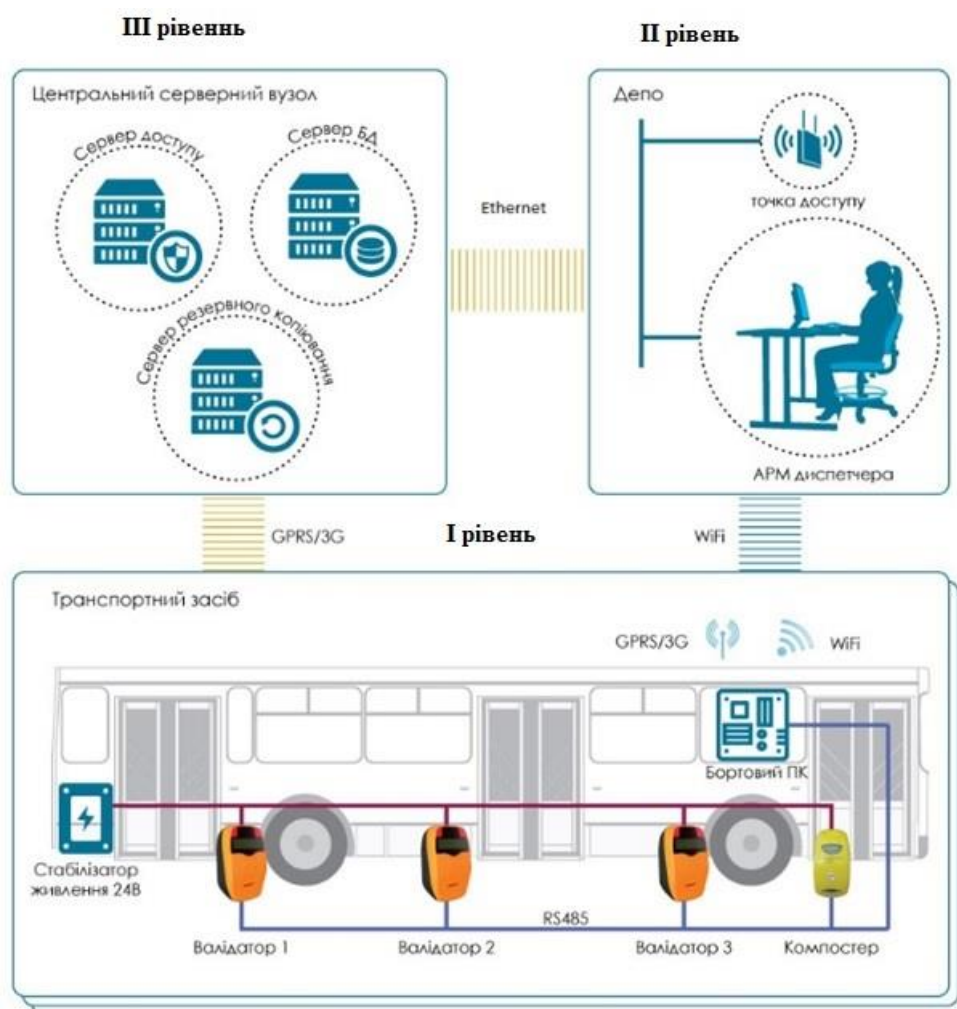 III рівеннь
II рівень
Центральний серверний вузол
Сервер доступу
Сервер БД
Сервер резервного копіювання
Ethernet
Депо
точка доступу
АРМ диспетчера
GPRS/3G
I рівень
WiFi
Транспортний засіб
GPRS/3G
WiFi
Бортовий ПК
Стабілізатор
живлення 24В
RS485
Валідатор 1
Валідатор 2
Валідатор 3
Компостер